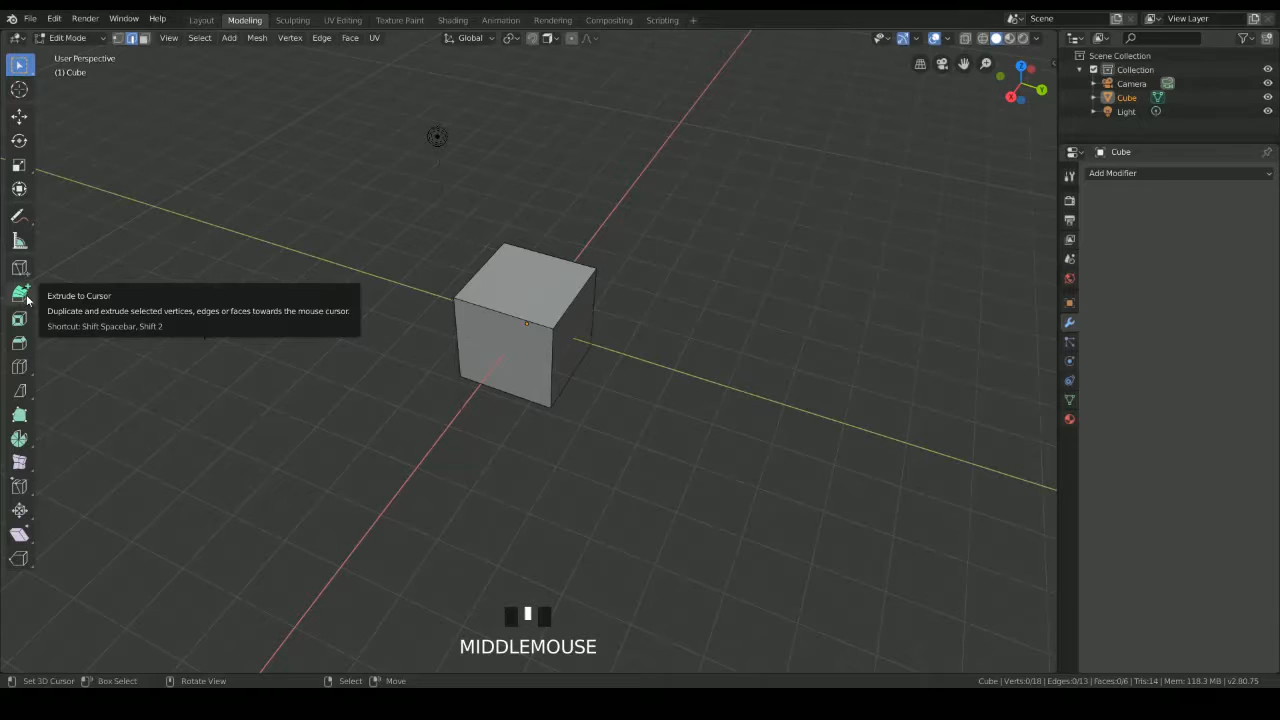 File Edit Render Window Help Layout Modeling Sculpting UV Editing Texture Paint Shading Animation Rendering Compositing Scripting + Scene View Layer
Edit Mode View Select Add Mesh Vertex Edge Face UV Global
User Perspective
(1) Cube
Scene Collection
Collection
Camera
Cube
Light
Cube
Add Modifier
Z
Y
X
Extrude to Cursor
Duplicate and extrude selected vertices, edges or faces towards the mouse cursor.
Shortcut: Shift Spacebar, Shift 2
MIDDLEMOUSE
Set 3D Cursor Box Select Rotate View Select Move Cube | Verts:0/18 | Edges:0/13 | Faces:0/6 | Tris:14 | Mem: 118.3 MB | v2.80.75